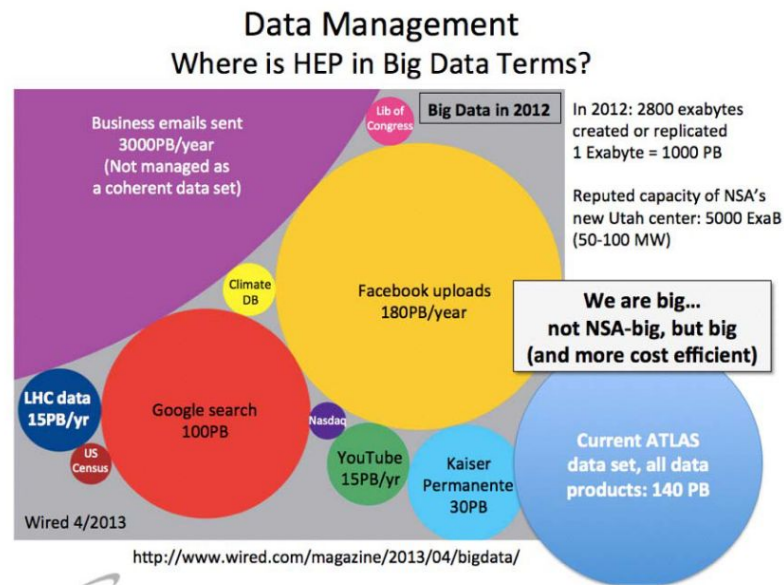 Data Management
Where is HEP in Big Data Terms?
Business emails sent
3000PB/year
(Not managed as
a coherent data set)
Lib of
Congress
Big Data in 2012
In 2012: 2800 exabytes
created or replicated
1 Exabyte = 1000 PB
Reputed capacity of NSA's
new Utah center: 5000 ExaB
(50-100 MW)
Climate
DB
Facebook uploads
180PB/year
We are big...
not NSA-big, but big
(and more cost efficient)
LHC data
15PB/yr
Google search
100PB
Nasdaq
US
Census
YouTube
15PB/yr
Kaiser
Permanente
30PB
Current ATLAS
data set, all data
products: 140 PB
Wired 4/2013
http://www.wired.com/magazine/2013/04/bigdata/